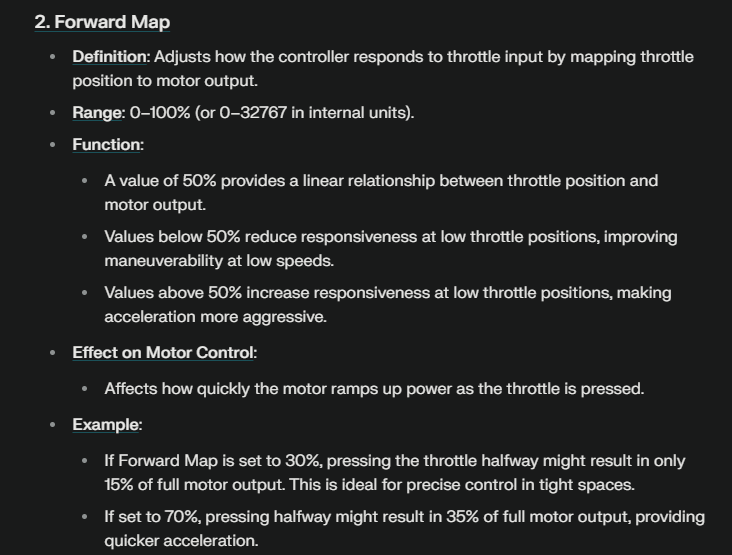 2. Forward Map
• Definition: Adjusts how the controller responds to throttle input by mapping throttle
position to motor output.
• Range: 0–100% (or 0–32767 in internal units).
• Function:
• A value of 50% provides a linear relationship between throttle position and
motor output.
• Values below 50% reduce responsiveness at low throttle positions, improving
maneuverability at low speeds.
• Values above 50% increase responsiveness at low throttle positions, making
acceleration more aggressive.
• Effect on Motor Control:
• Affects how quickly the motor ramps up power as the throttle is pressed.
• Example:
• If Forward Map is set to 30%, pressing the throttle halfway might result in only
15% of full motor output. This is ideal for precise control in tight spaces.
• If set to 70%, pressing halfway might result in 35% of full motor output, providing
quicker acceleration.